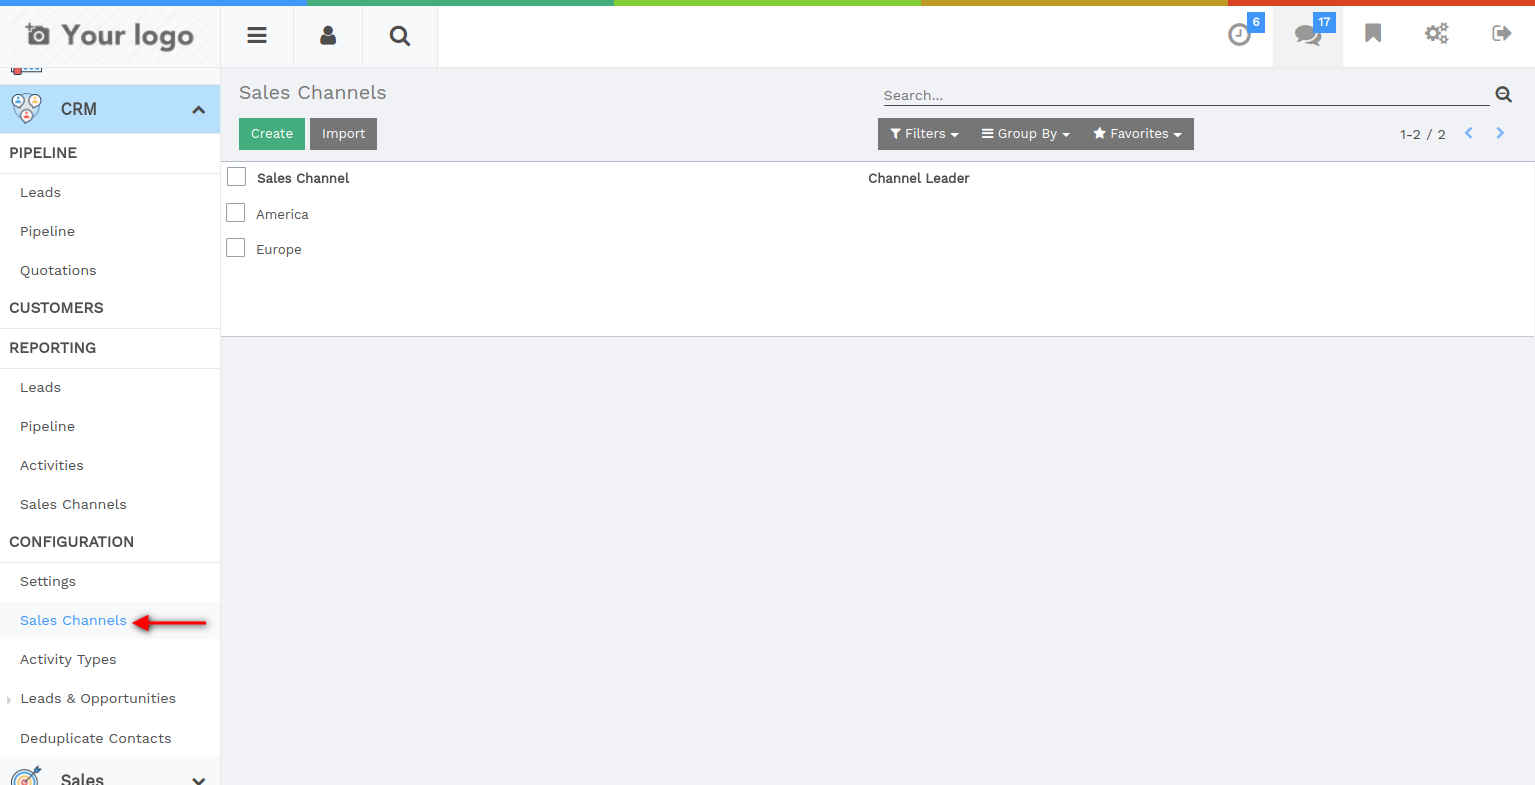 Your logo
6
17
CRM
PIPELINE
Leads
Pipeline
Quotations
CUSTOMERS
REPORTING
Leads
Pipeline
Activities
Sales Channels
CONFIGURATION
Settings
Sales Channels
Activity Types
Leads & Opportunities
Deduplicate Contacts
Sales
Sales Channels
Search...
Create Import
Filters Group By Favorites
1-2 / 2
Sales Channel Channel Leader
America
Europe